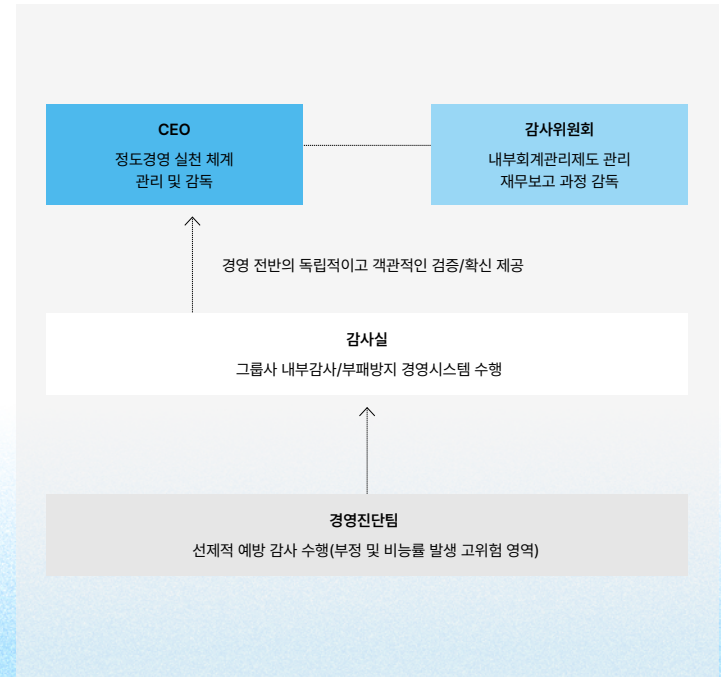 CEO
정도경영 실천 체계
관리 및 감독
감사위원회
내부회계관리제도 관리
재무보고 과정 감독
경영 전반의 독립적이고 객관적인 검증/확신 제공
감사실
그룹사 내부감사/부패방지 경영시스템 수행
경영진단팀
선제적 예방 감사 수행(부정 및 비능률 발생 고위험 영역)